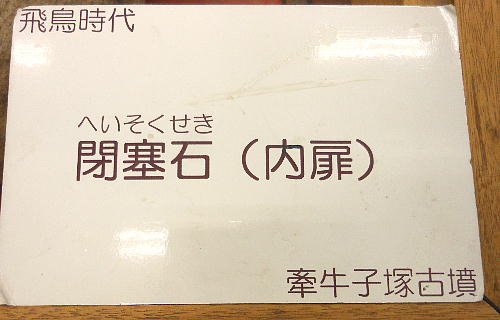 飛鳥時代
へいそくせき
閉塞石（内扉）
牽牛子塚古墳